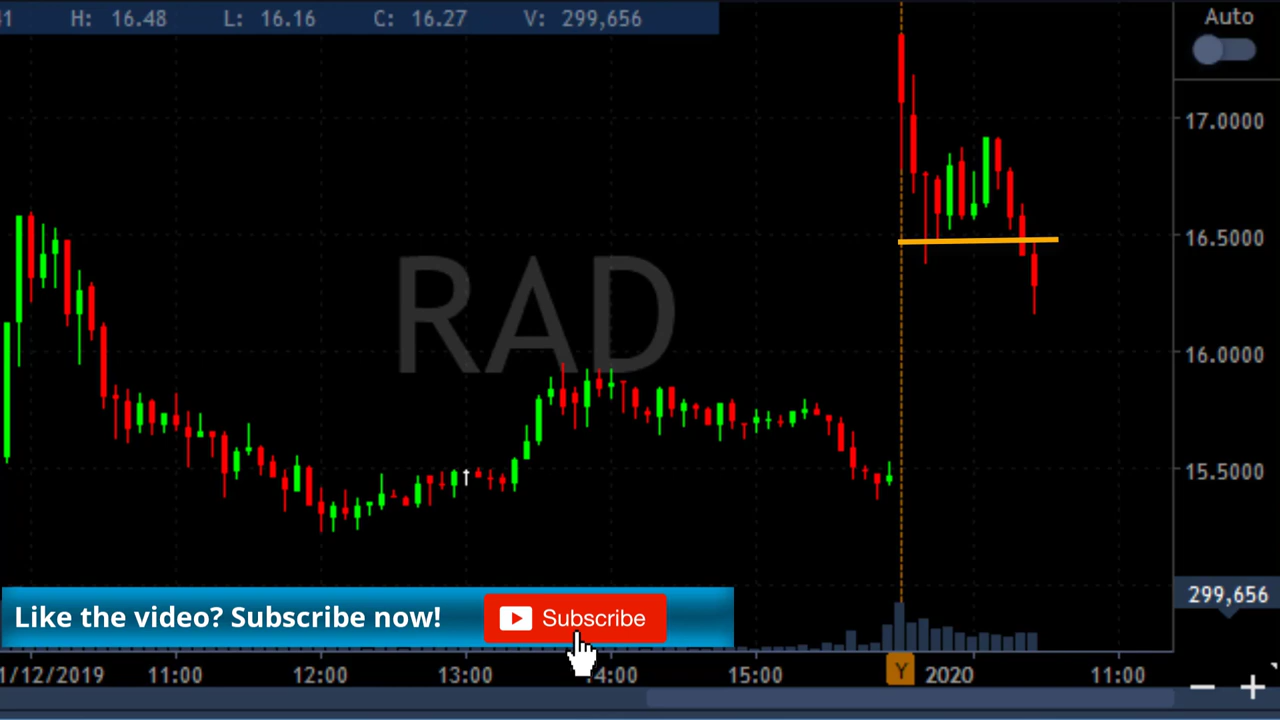 41 H: 16.48 L: 16.16 C: 16.27 V: 299,656
Auto
17.0000
16.5000
RAD
16.0000
15.5000
299,656
Like the video? Subscribe now! Subscribe
1/12/2019 11:00 12:00 13:00 14:00 15:00 Y 2020 11:00